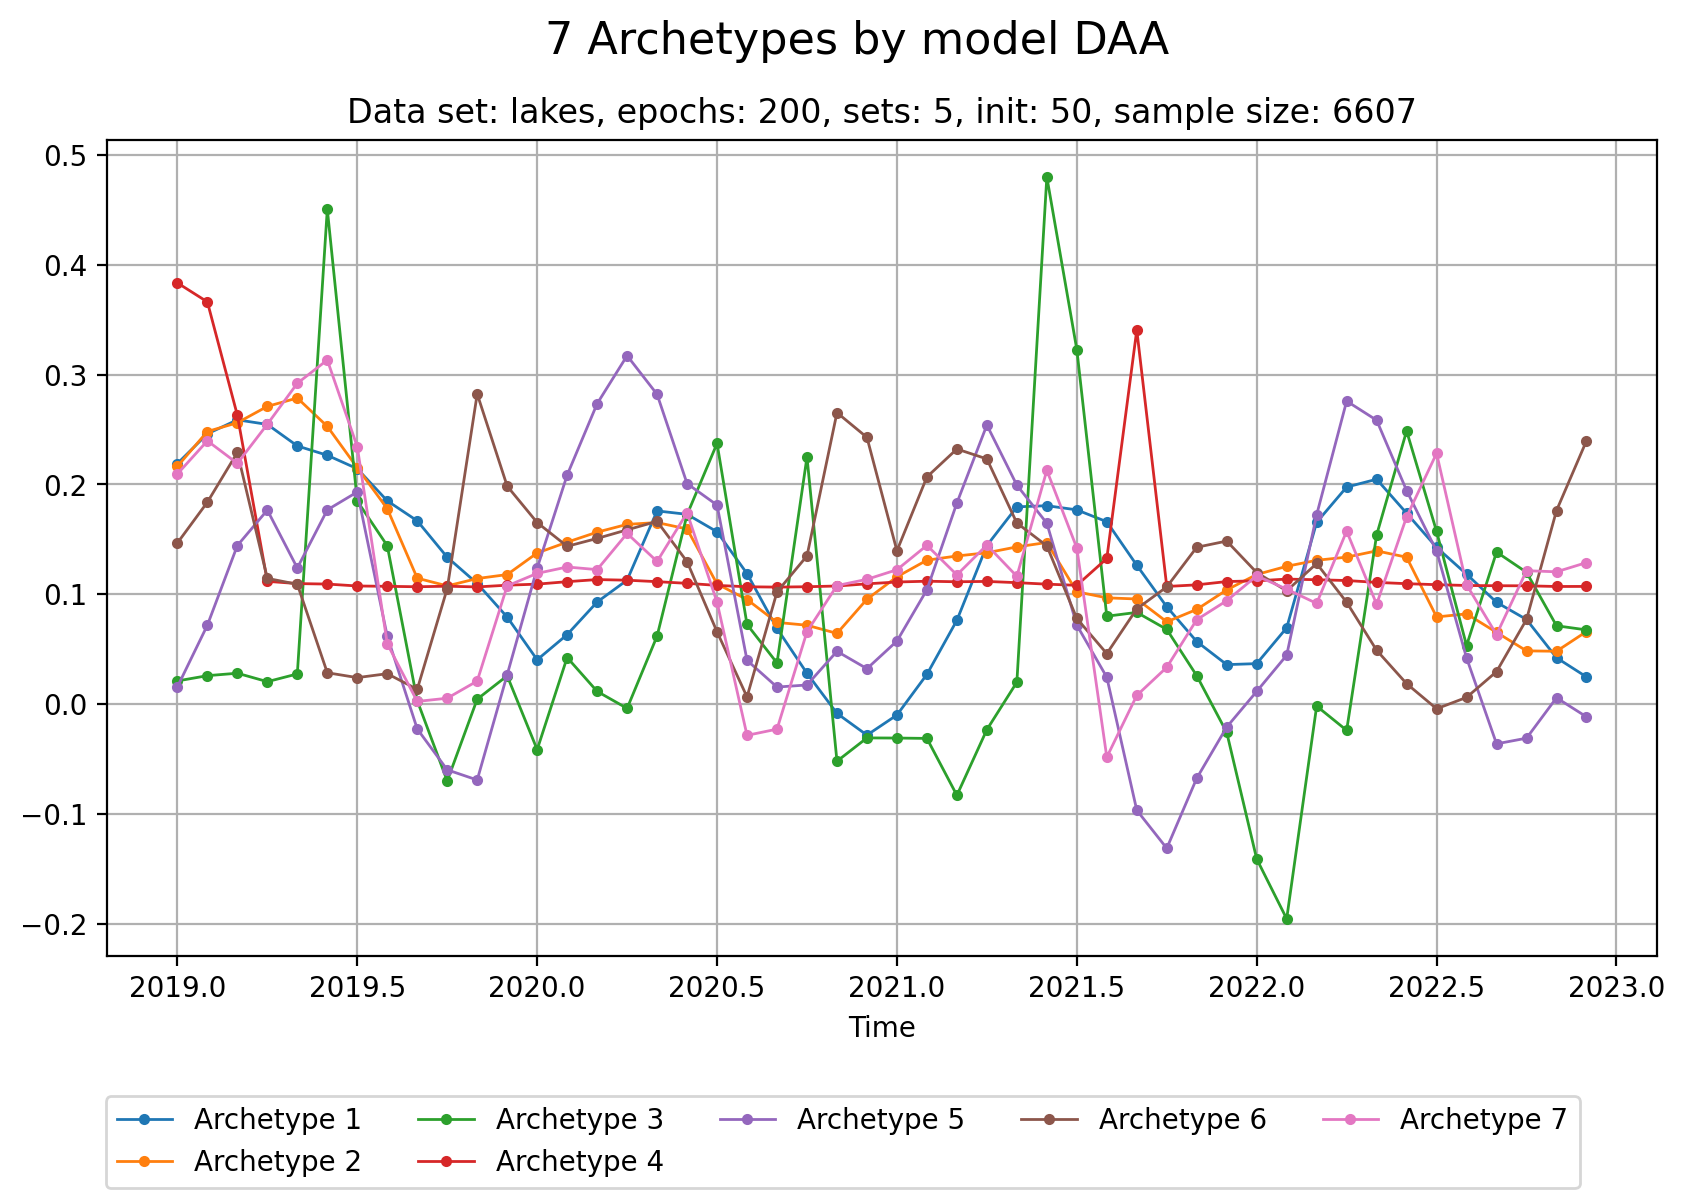 7 Archetypes by model DAA
Data set: lakes, epochs: 200, sets: 5, init: 50, sample size: 6607
0.5
0.4
0.3
0.2
0.1
0.0
−0.1
−0.2
2019.0 2019.5 2020.0 2020.5 2021.0 2021.5 2022.0 2022.5 2023.0
Time
Archetype 1 Archetype 3 Archetype 5 Archetype 6 Archetype 7
Archetype 2 Archetype 4